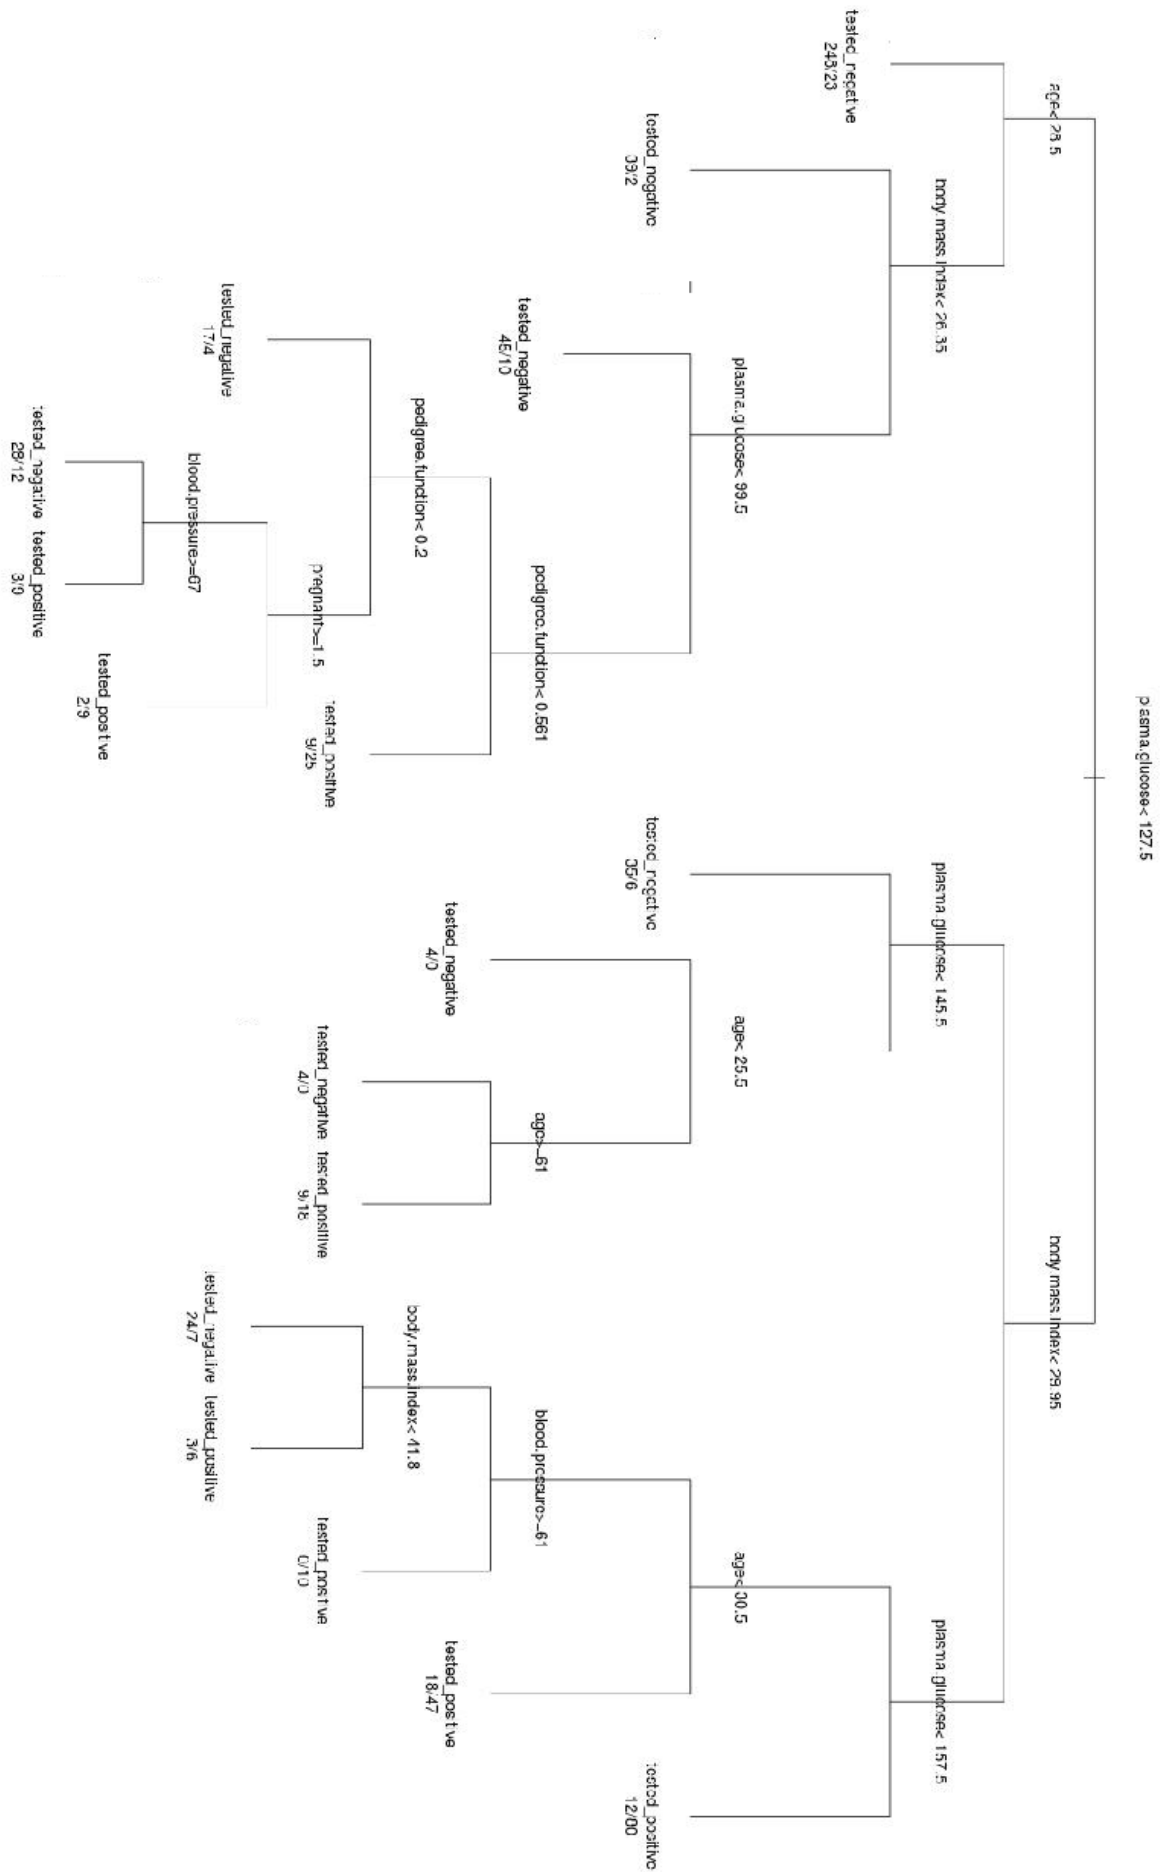 plasma.glucose< 127.5
age< 28.5
body.mass.index< 29.95
tested_negative
248/23
body.mass.index< 26.35
plasma.glucose< 145.5
plasma.glucose< 157.5
tested_negative
39/2
plasma.glucose< 99.5
tested_negative
35/6
age< 25.5
age< 30.5
tested_positive
tested_negative
45/10
pedigree.function< 0.561
tested_negative
4/0
age>=61
blood.pressure>=61
tested_positive
18/47
pedigree.function< 0.2
tested_positive
9/25
tested_negative
4/0
tested_positive
9/18
body.mass.index< 41.8
tested_positive
0/10
tested_negative
17/4
pregnant>=1.5
tested_negative
24/7
tested_positive
3/6
blood.pressure>=67
tested_positive
2/9
tested_negative
28/12
tested_positive